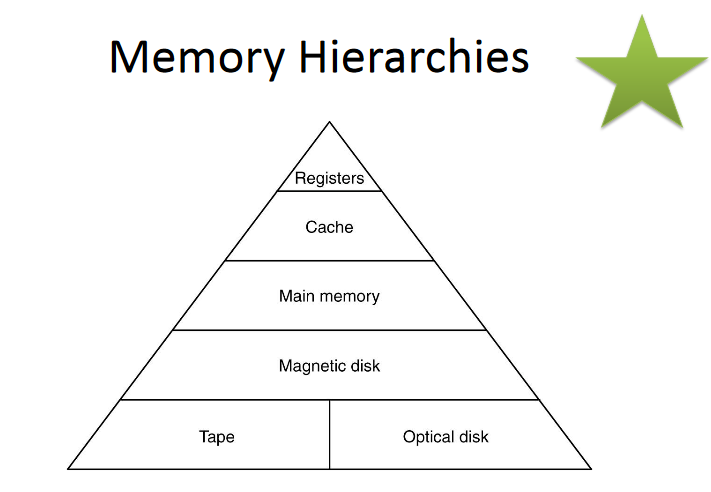 Memory Hierarchies
Registers
Cache
Main memory
Magnetic disk
Tape
Optical disk